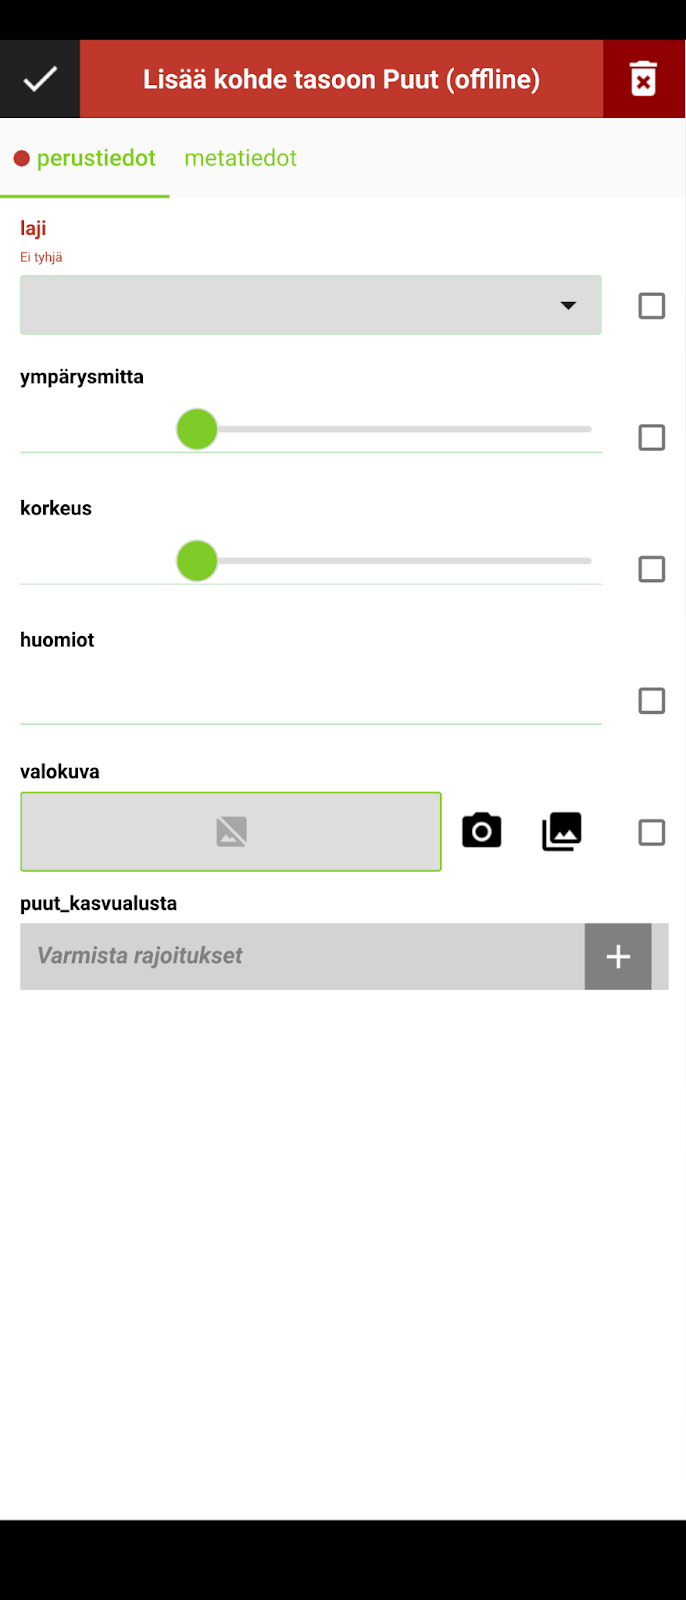 Lisää kohde tasoon Puut (offline)
perustiedot metatiedot
laji
Ei tyhjä
ympärysmitta
korkeus
huomiot
valokuva
puut_kasvualusta
Varmista rajoitukset